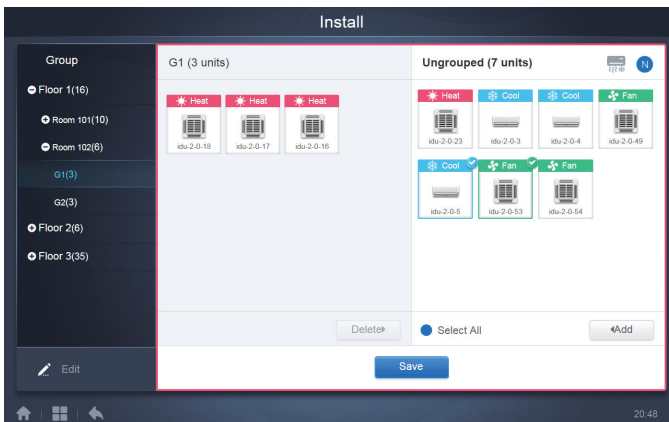 Install
Group
Floor 1(16)
Room 101(10)
Room 102(6)
G1(3)
G2(3)
Floor 2(6)
Floor 3(35)
Edit
G1 (3 units)
Heat Heat Heat
idu-2-0-18 idu-2-0-17 idu-2-0-16
Delete
Ungrouped (7 units)
N
Heat Cool Cool Fan
idu-2-0-23 idu-2-0-3 idu-2-0-4 idu-2-0-49
Cool Fan Fan
idu-2-0-5 idu-2-0-53 idu-2-0-54
Select All
Add
Save
20:48